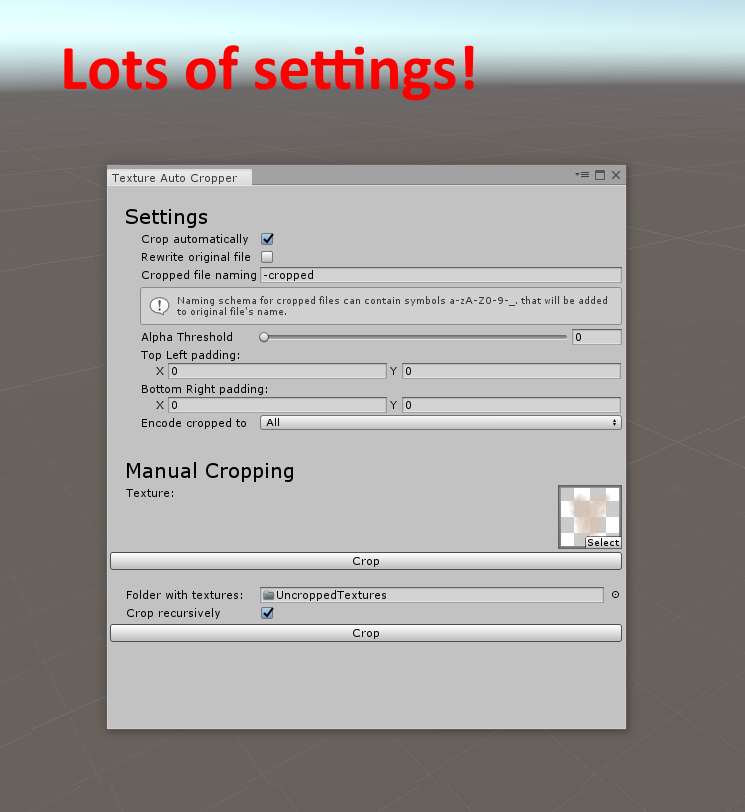 Lots of settings!
Texture Auto Cropper
Settings
Crop automatically
Rewrite original file
Cropped file naming -cropped
Naming schema for cropped files can contain symbols a-zA-Z0-9-_. that will be added
to original file's name.
Alpha Threshold 0
Top Left padding:
X 0 Y 0
Bottom Right padding:
X 0 Y 0
Encode cropped to All
Manual Cropping
Texture:
Select
Crop
Folder with textures: UncroppedTextures
Crop recursively
Crop